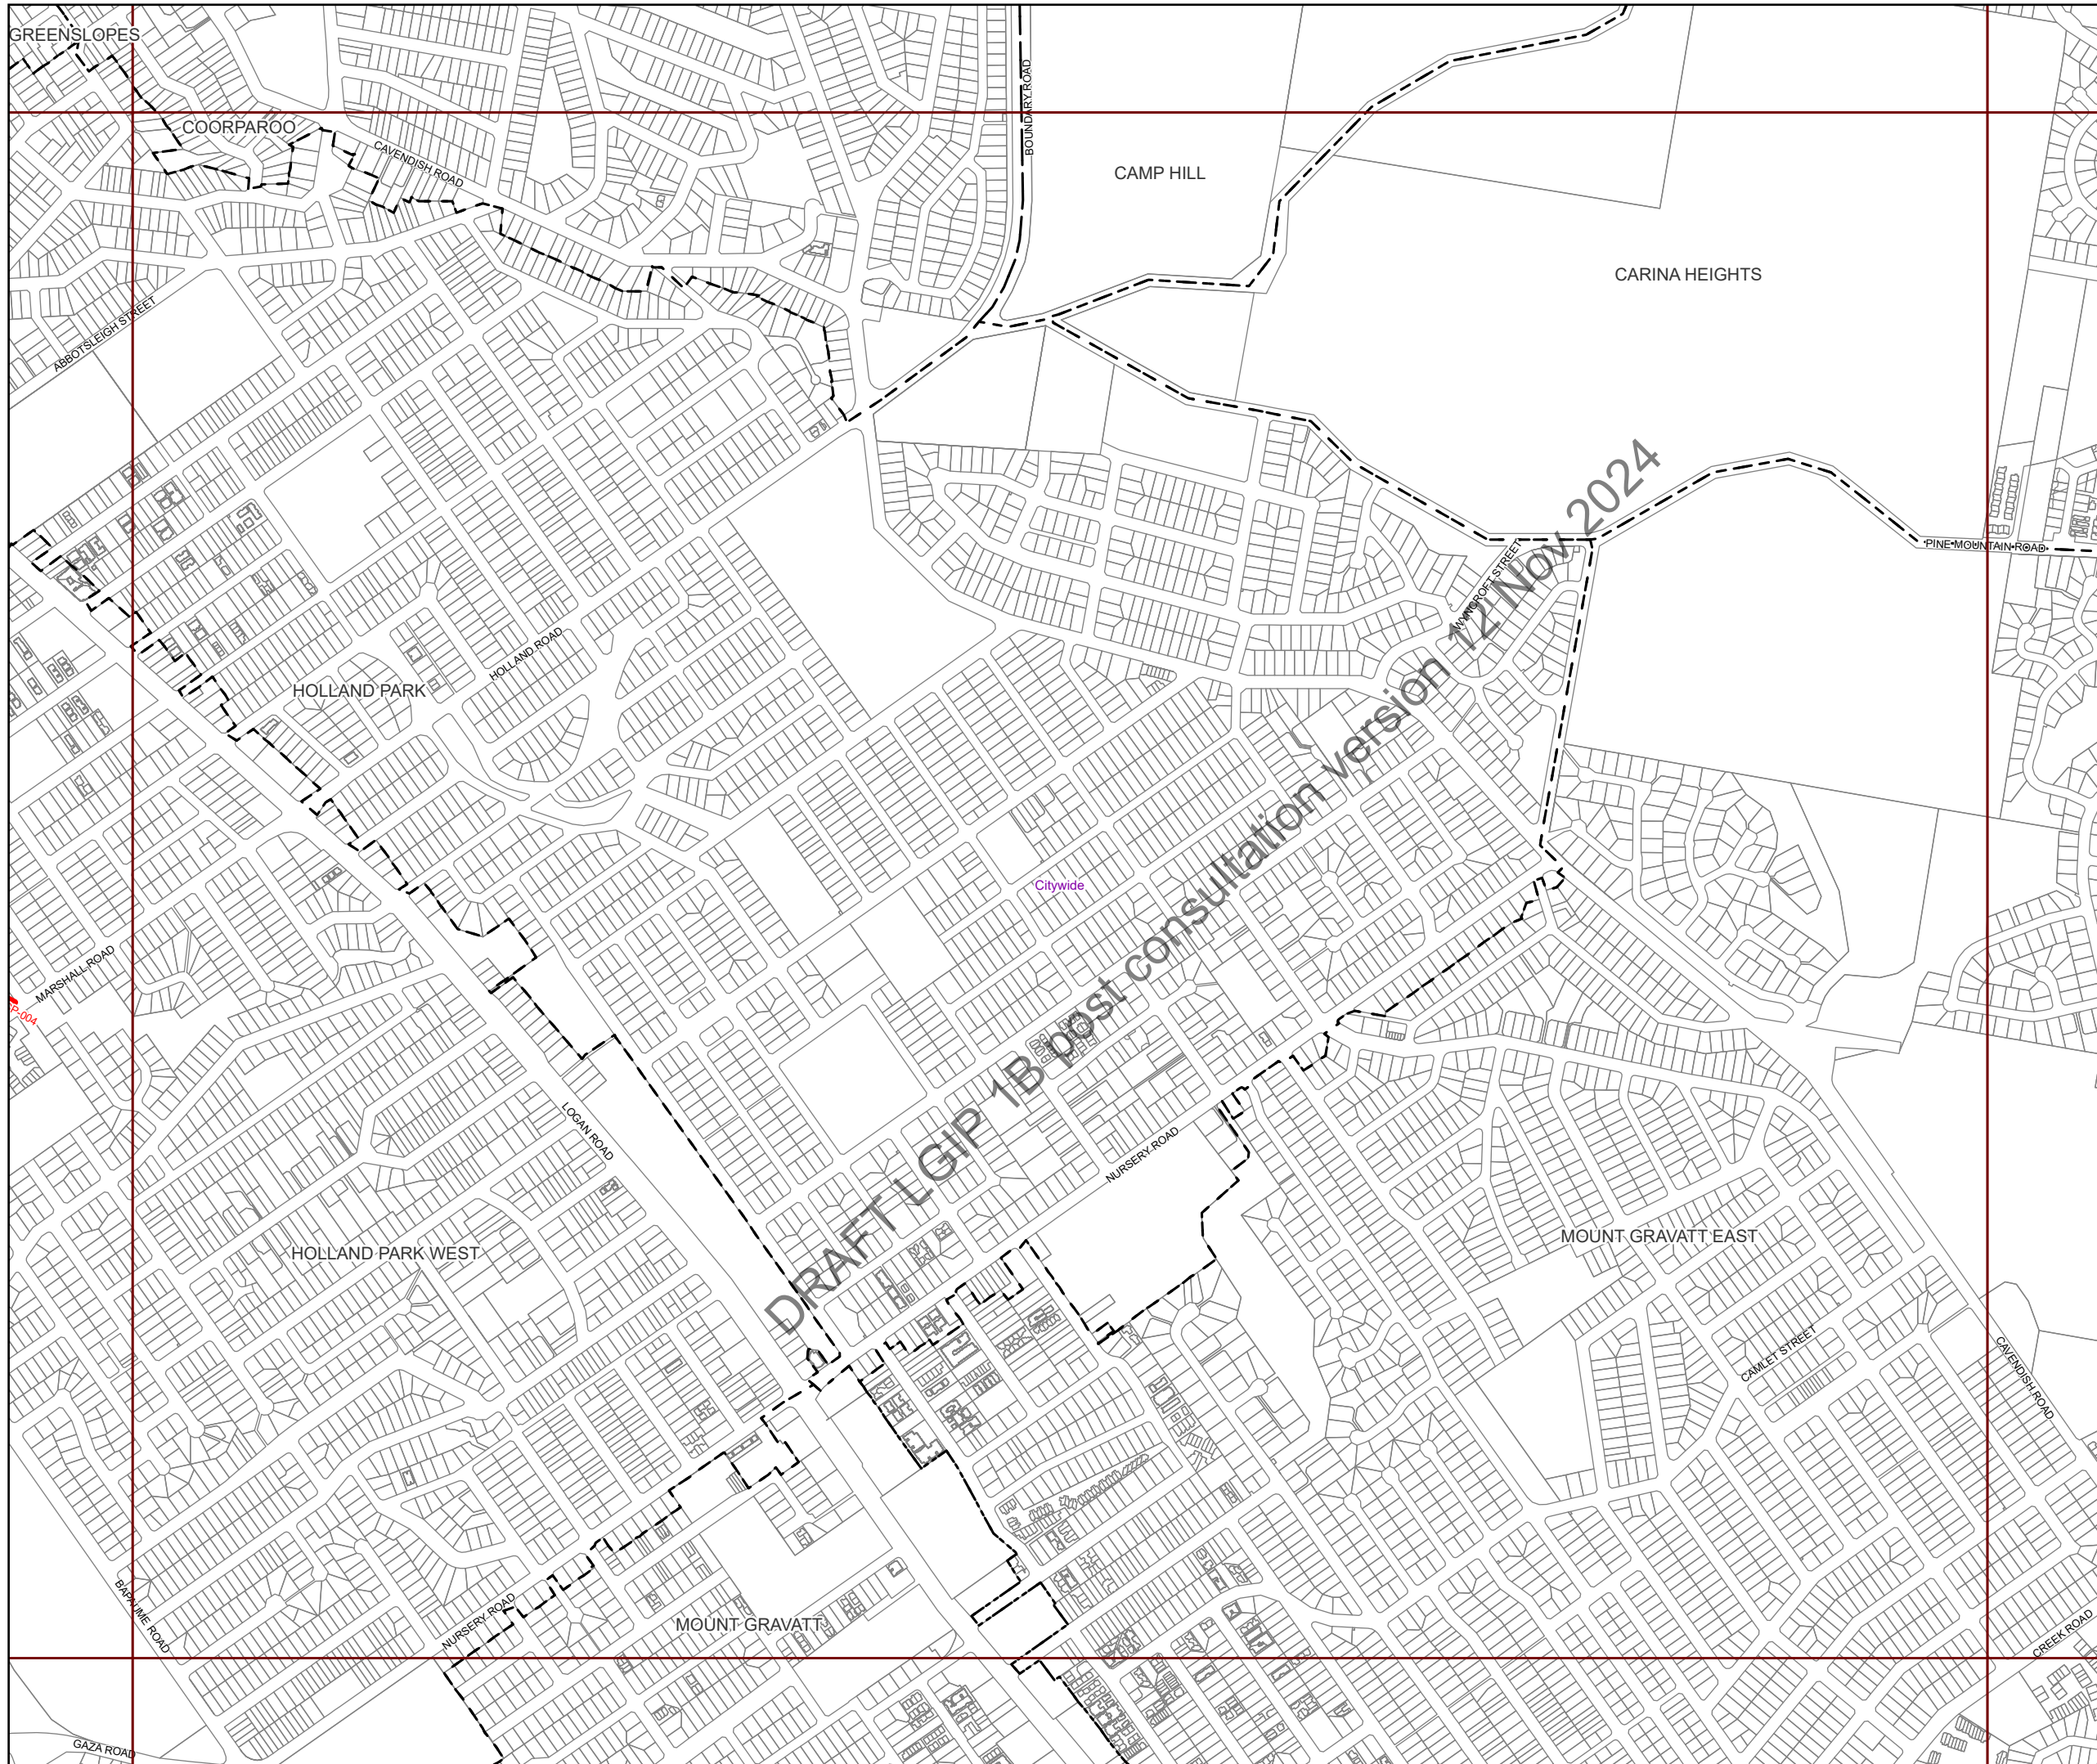 GREENSLOPES
COORPAROO
CAVENDISH ROAD
BOUNDARY ROAD
CAMP HILL
CARINA HEIGHTS
ABBOTSLEIGH STREET
PINE MOUNTAIN ROAD
WYNCROFT STREET
HOLLAND ROAD
HOLLAND PARK
Citywide
DRAFT LGIP 1B post consultation version 12 Nov 2024
MARSHALL ROAD
P-004
LOGAN ROAD
NURSERY ROAD
HOLLAND PARK WEST
MOUNT GRAVATT EAST
CAMLET STREET
CAVENDISH ROAD
BAPAUME ROAD
NURSERY ROAD
MOUNT GRAVATT
CREEK ROAD
GAZA ROAD